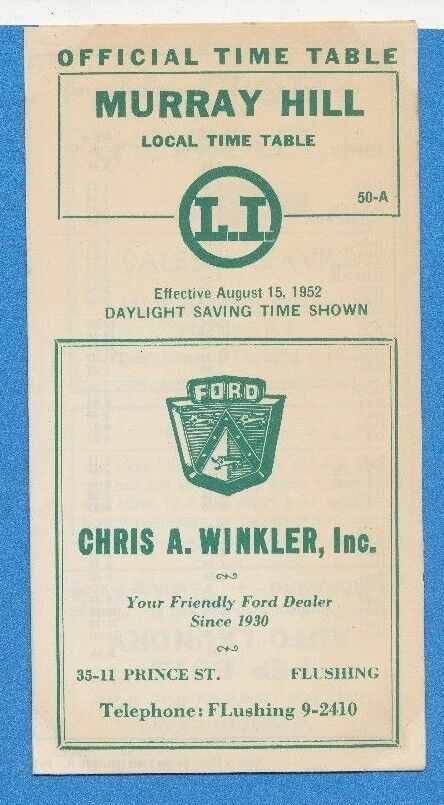 OFFICIAL TIME TABLE
MURRAY HILL
LOCAL TIME TABLE
50-A
L.I.
Effective August 15, 1952
DAYLIGHT SAVING TIME SHOWN
FORD
CHRIS A. WINKLER, Inc.
Your Friendly Ford Dealer
Since 1930
35-11 PRINCE ST. FLUSHING
Telephone: FLushing 9-2410